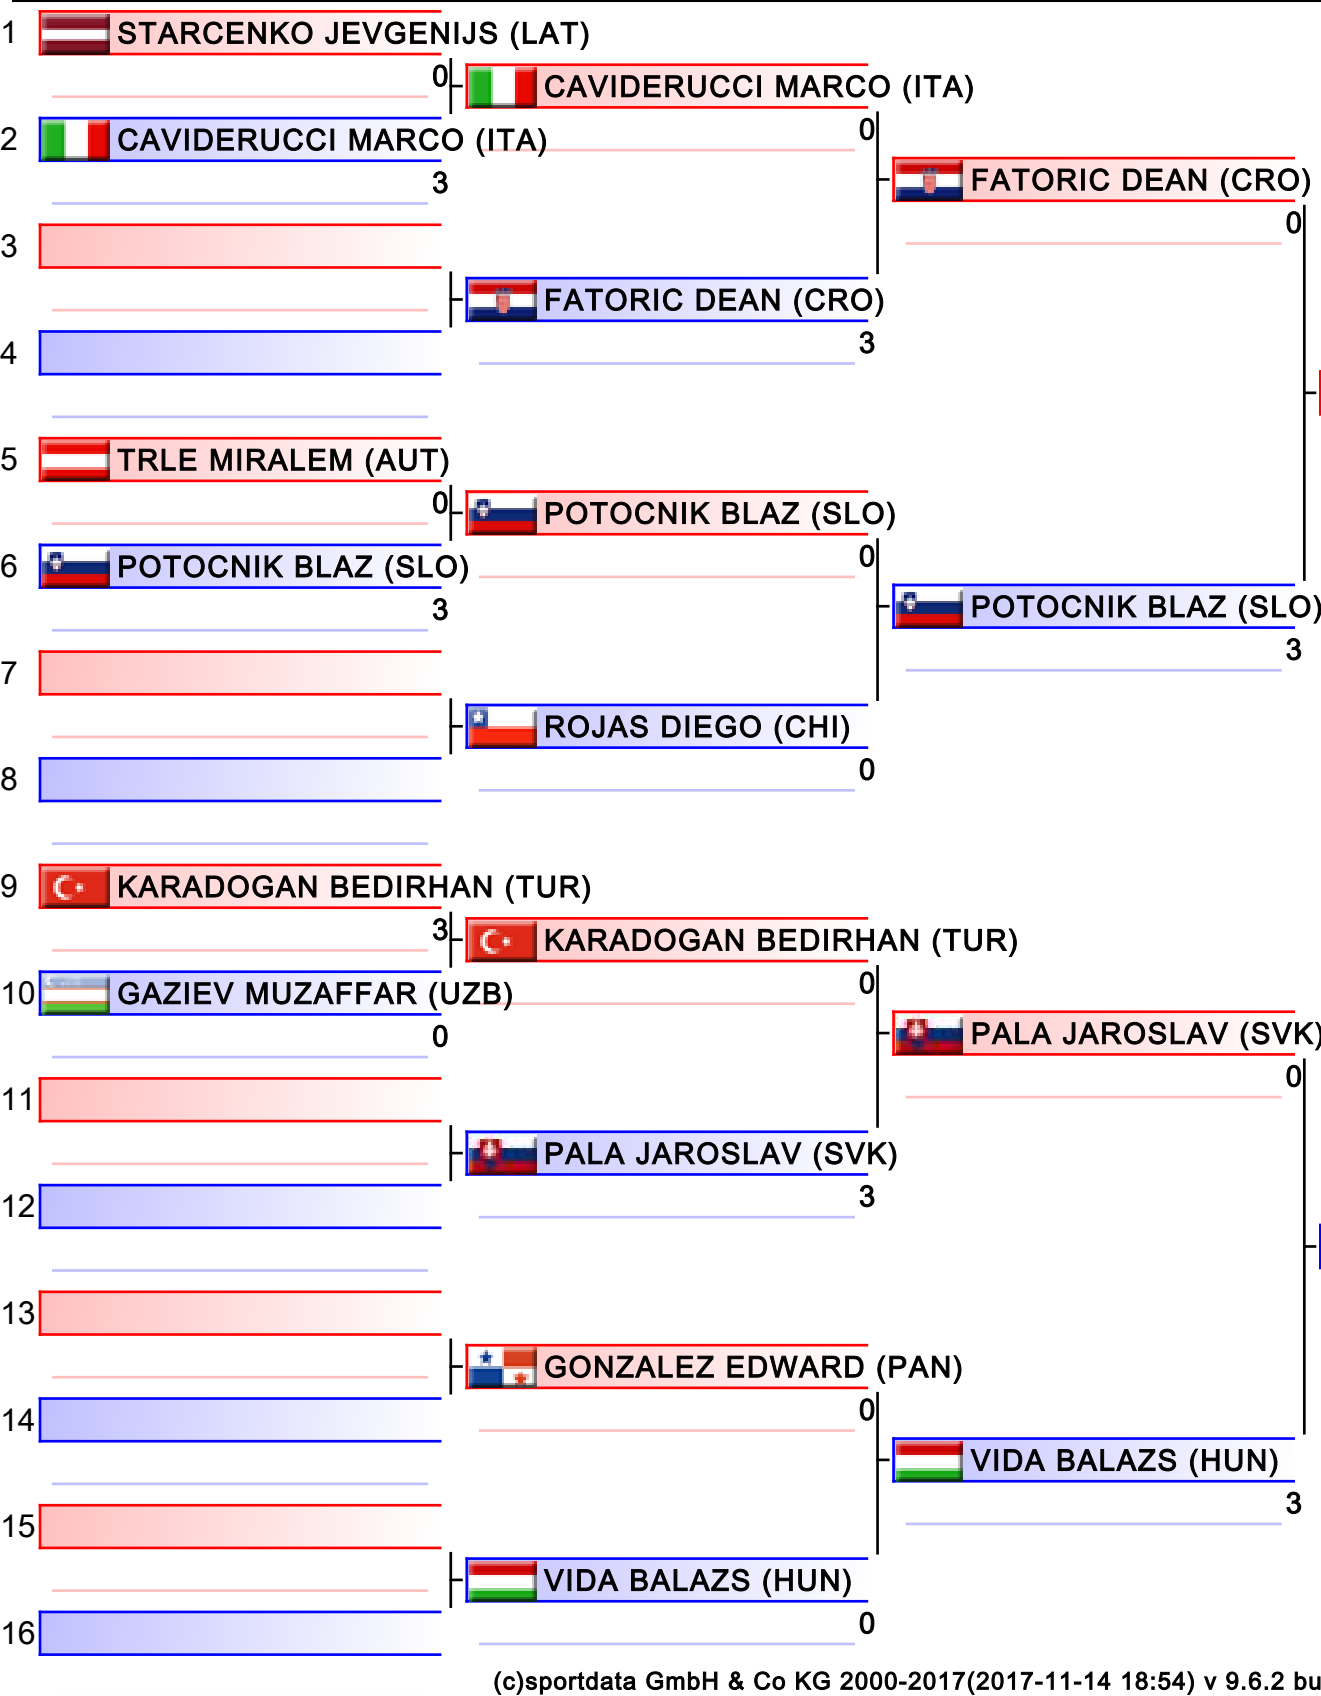 1 STARCENKO JEVGENIJS (LAT)
0
CAVIDERUCCI MARCO (ITA)
0
2 CAVIDERUCCI MARCO (ITA)
3
FATORIC DEAN (CRO)
0
3
FATORIC DEAN (CRO)
3
4
5 TRLE MIRALEM (AUT)
0
POTOCNIK BLAZ (SLO)
0
6 POTOCNIK BLAZ (SLO)
3
POTOCNIK BLAZ (SLO)
3
7
ROJAS DIEGO (CHI)
0
8
9 KARADOGAN BEDIRHAN (TUR)
3
KARADOGAN BEDIRHAN (TUR)
0
10 GAZIEV MUZAFFAR (UZB)
0
PALA JAROSLAV (SVK)
0
11
PALA JAROSLAV (SVK)
3
12
13
GONZALEZ EDWARD (PAN)
0
14
VIDA BALAZS (HUN)
3
15
VIDA BALAZS (HUN)
0
16
(c)sportdata GmbH & Co KG 2000-2017(2017-11-14 18:54) v 9.6.2 bu